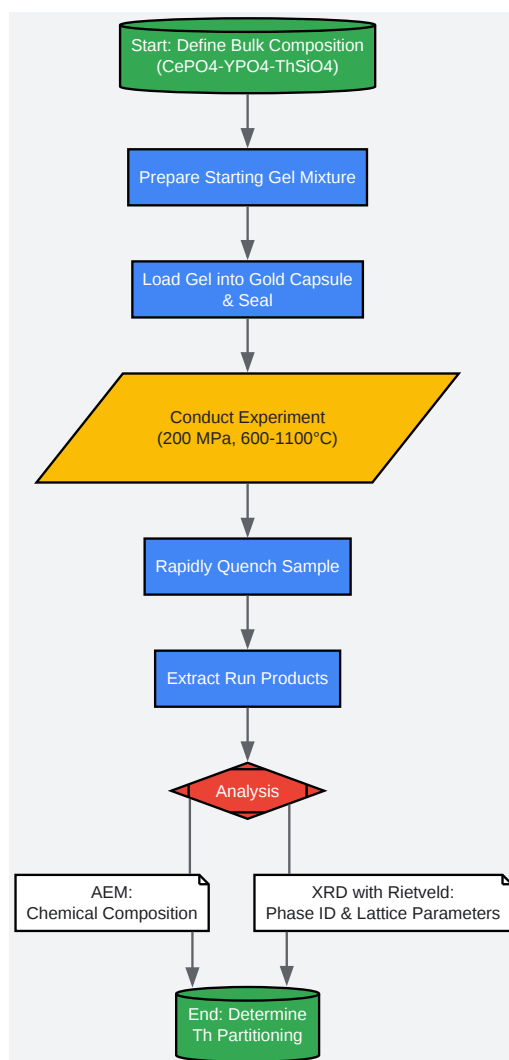 Start: Define Bulk Composition
(CePO4-YPO4-ThSiO4)
Prepare Starting Gel Mixture
Load Gel into Gold Capsule
& Seal
Conduct Experiment
(200 MPa, 600-1100°C)
Rapidly Quench Sample
Extract Run Products
Analysis
AEM:
Chemical Composition
XRD with Rietveld:
Phase ID & Lattice Parameters
End: Determine
Th Partitioning